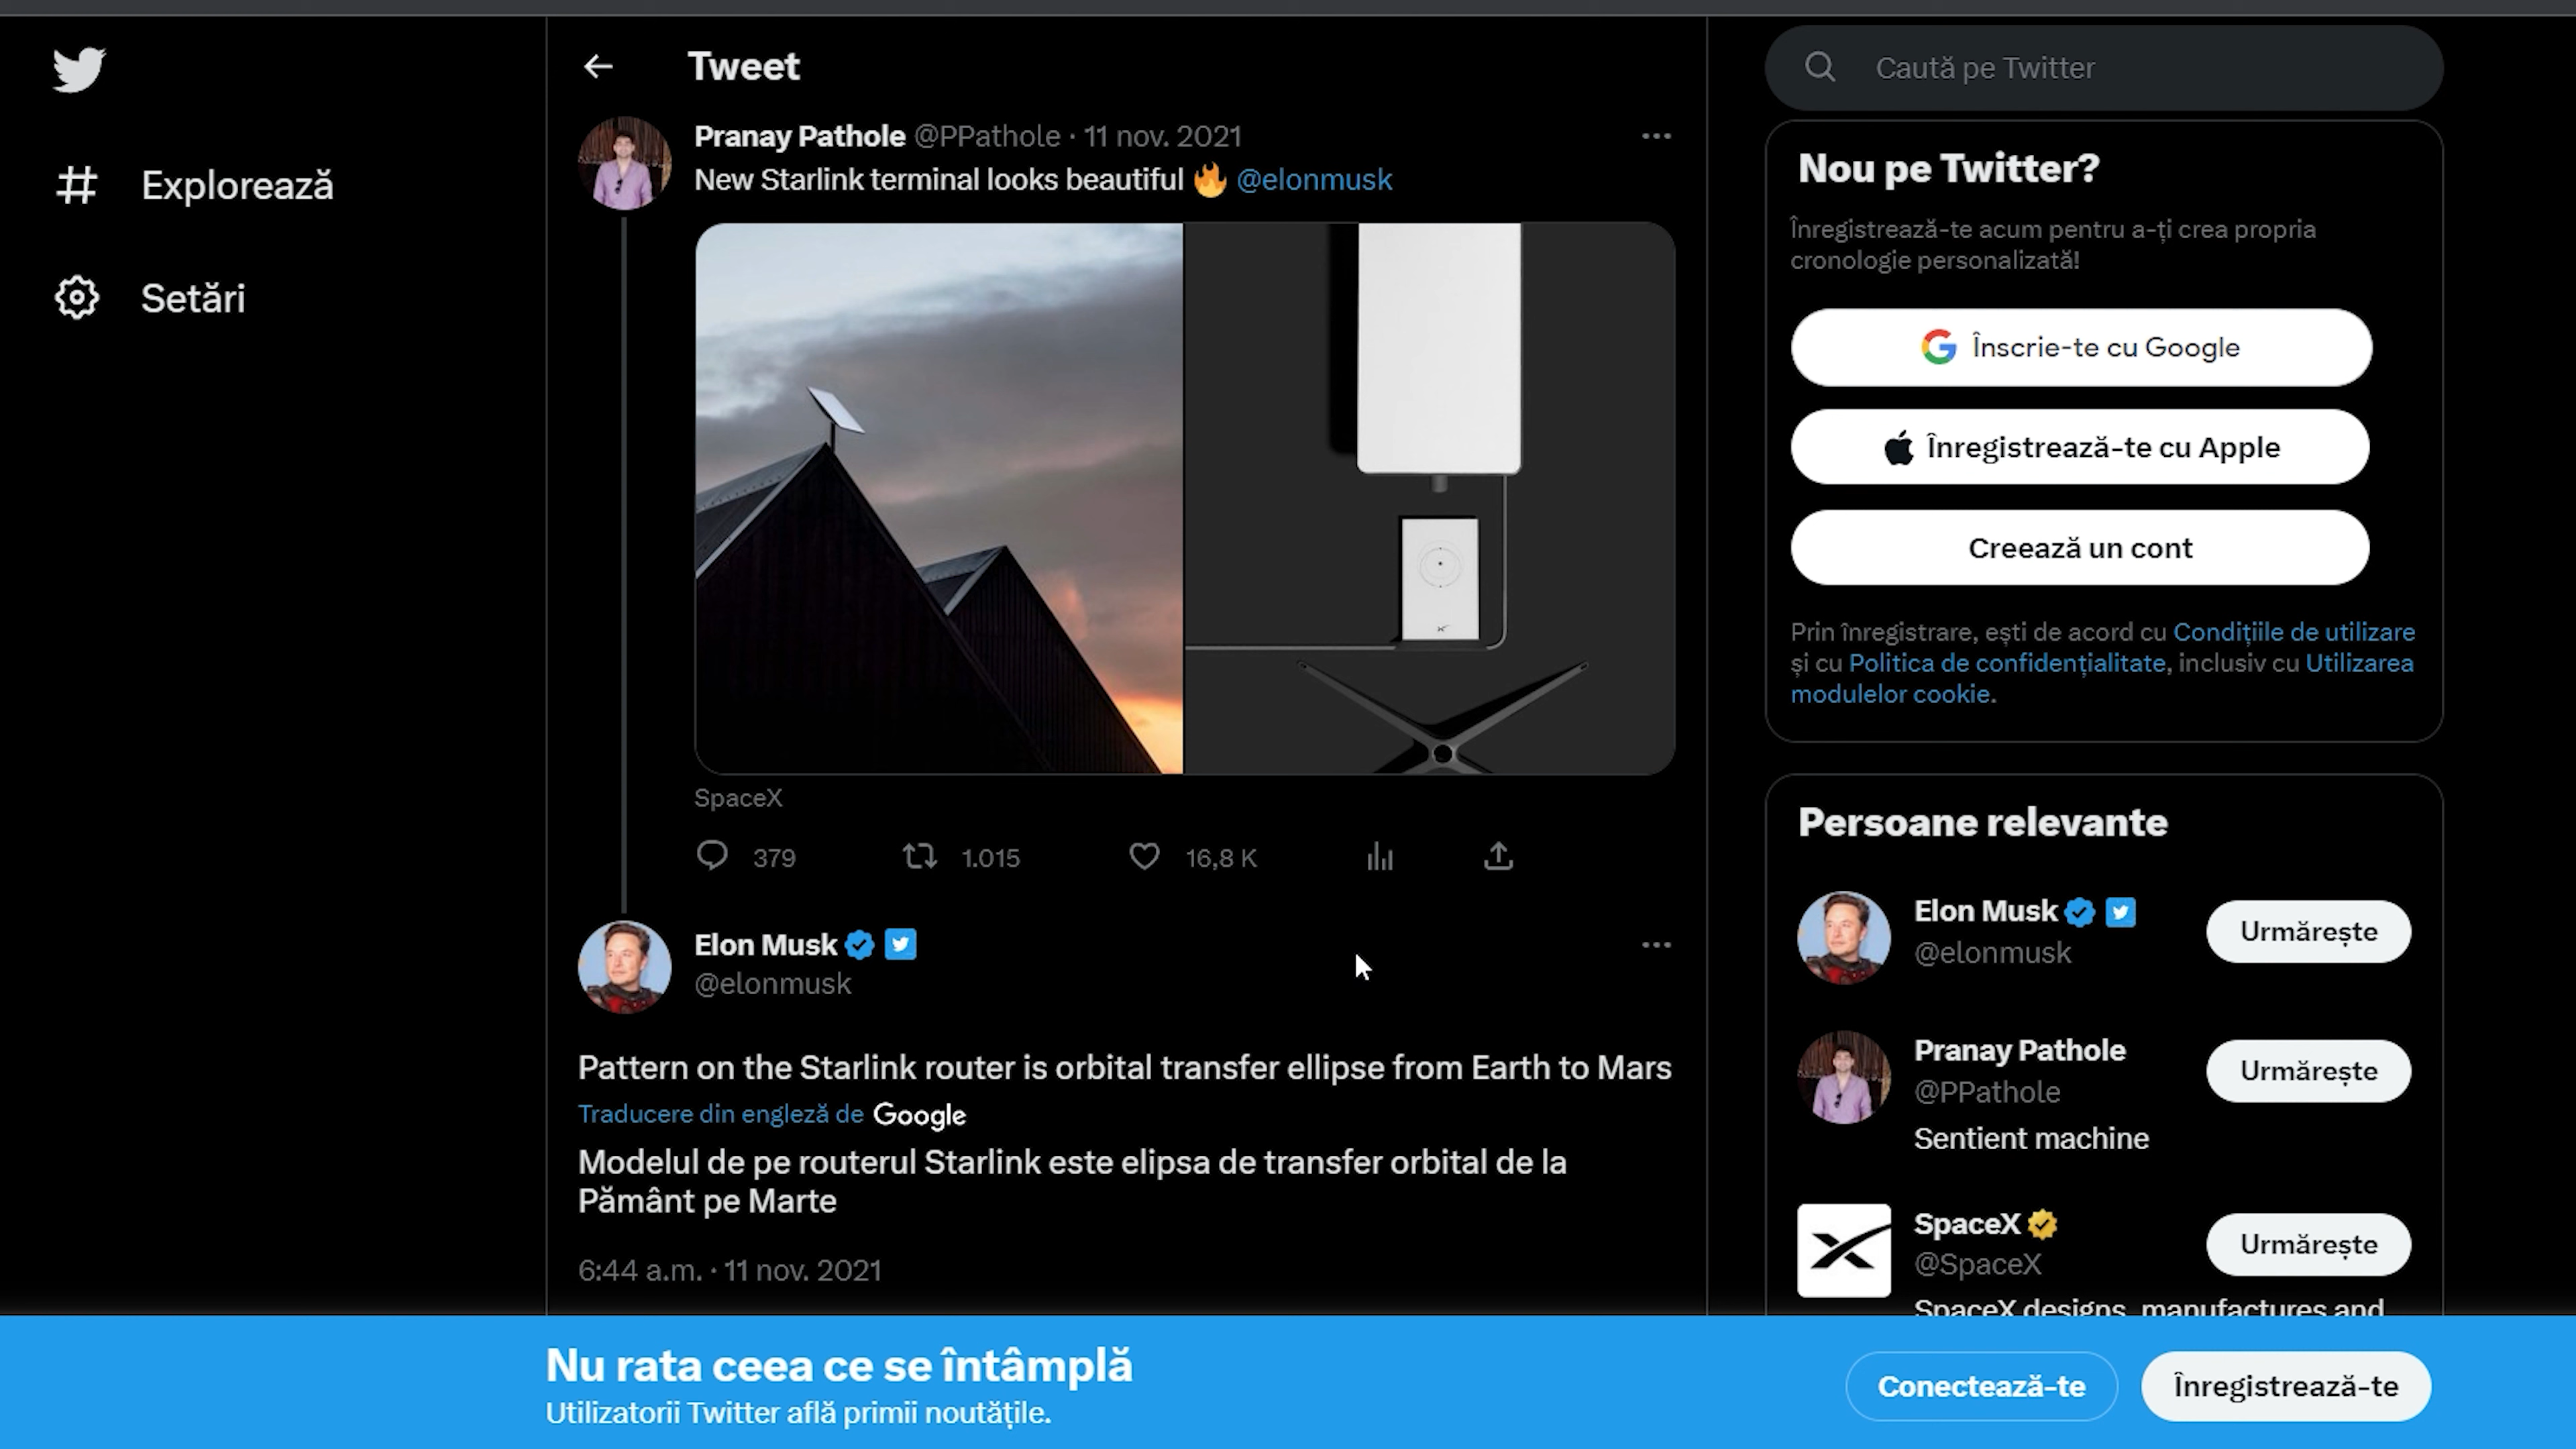 Tweet
Explorează
Setări
Pranay Pathole @PPathole · 11 nov. 2021
New Starlink terminal looks beautiful 🔥 @elonmusk
SpaceX
379 1.015 16,8 K
Elon Musk
@elonmusk
Pattern on the Starlink router is orbital transfer ellipse from Earth to Mars
Traducere din engleză de Google
Modelul de pe routerul Starlink este elipsa de transfer orbital de la
Pământ pe Marte
6:44 a.m. · 11 nov. 2021
Caută pe Twitter
Nou pe Twitter?
Înregistrează-te acum pentru a-ți crea propria
cronologie personalizată!
Înscrie-te cu Google
Înregistrează-te cu Apple
Creează un cont
Prin înregistrare, ești de acord cu Condițiile de utilizare
și cu Politica de confidențialitate, inclusiv cu Utilizarea
modulelor cookie.
Persoane relevante
Elon Musk
@elonmusk
Urmărește
Pranay Pathole
@PPathole
Urmărește
Sentient machine
SpaceX
@SpaceX
Urmărește
SpaceX designs, manufactures and
Nu rata ceea ce se întâmplă
Utilizatorii Twitter află primii noutățile.
Conectează-te
Înregistrează-te